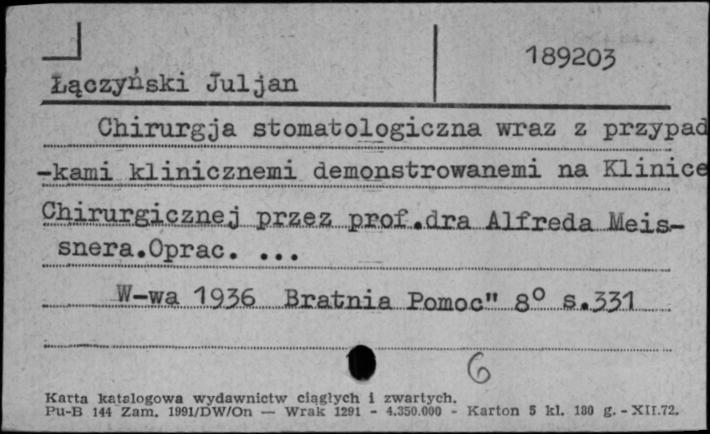 189203
Łączyński Juljan
Chirurgja stomatologiczna wraz z przypad
-kami klinicznemi demonstrowanemi na Klinice
Chirurgicznej przez prof.dra Alfreda Meis-
snera.Oprac. ...
W-wa 1936 Bratnia Pomoc" 8° s.331
6
Karta katalogowa wydawnictw ciągłych i zwartych.
Pu-B 144 Zam. 1991/DW/On — Wrak 1291 - 4.350.000 - Karton 5 kl. 180 g. - XII.72.